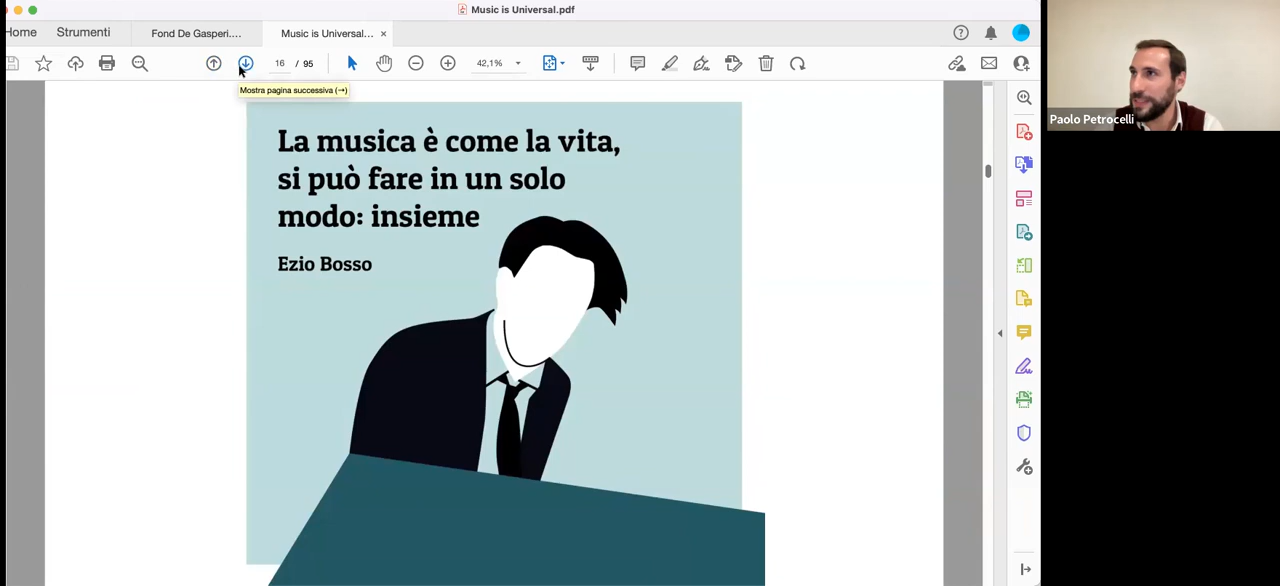 Music is Universal.pdf
Home
Strumenti
Fond De Gasperi....
Music is Universal... ×
16 / 95
42,1%
Mostra pagina successiva (→)
La musica è come la vita,
si può fare in un solo
modo: insieme
Ezio Bosso
Paolo Petrocelli